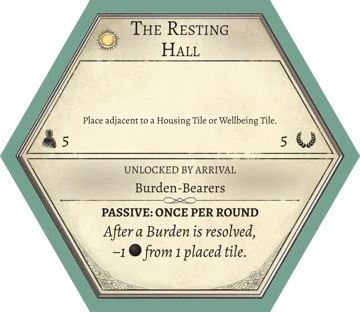 The Resting
Hall
Place adjacent to a Housing Tile or Wellbeing Tile.
5 5
UNLOCKED BY ARRIVAL
Burden-Bearers
PASSIVE: ONCE PER ROUND
After a Burden is resolved,
–1 from 1 placed tile.